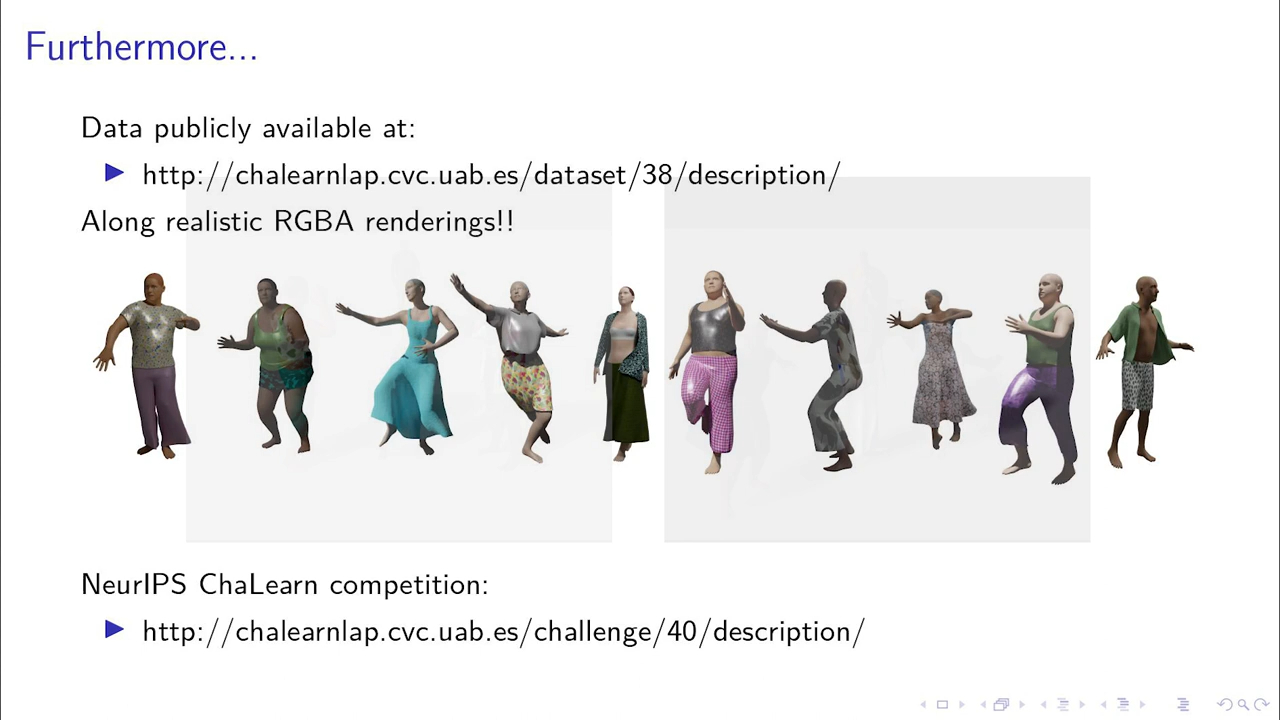 Furthermore...
Data publicly available at:
http://chalearnlap.cvc.uab.es/dataset/38/description/
Along realistic RGBA renderings!!
NeurIPS ChaLearn competition:
http://chalearnlap.cvc.uab.es/challenge/40/description/